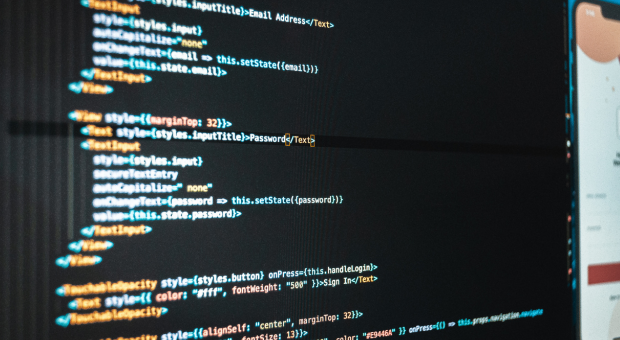 <TextInput style={styles.inputTitle}>Email Address</Text>
<TextInput
style={styles.input}
autoCapitalize="none"
onChangeText={email => this.setState({email})}
value={this.state.email}>
</TextInput>
</View>
<View style={{marginTop: 32}}>
<Text style={styles.inputTitle}>Password</Text>
<TextInput
style={styles.input}
secureTextEntry
autoCapitalize=" none"
onChangeText={password => this.setState({password})}
value={this.state.password}>
</TextInput>
</View>
</View>
<TouchableOpacity style={styles.button} onPress={this.handleLogin}>
<Text style={{ color: "#fff", fontWeight: "500" }}>Sign In</Text>
</TouchableOpacity>
<TouchableOpacity style={{alignSelf: "center", marginTop: 32}}>
fontSize: 13}}>
color: "#E9446A" }} onPress={() => this.props.navigation.navigate